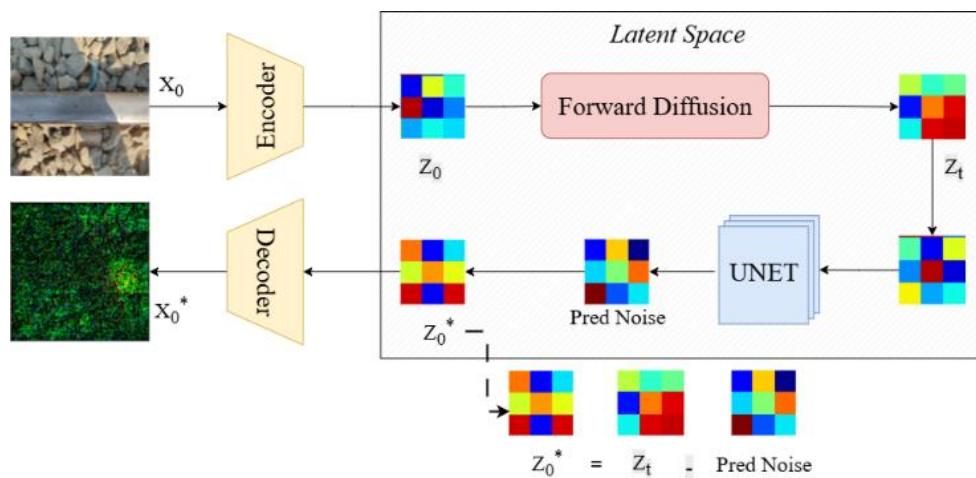 Latent Space
X0
Encoder
Forward Diffusion
Z0
Zt
Decoder
UNET
X0*
Pred Noise
Z0*
Z0* = Zt - Pred Noise